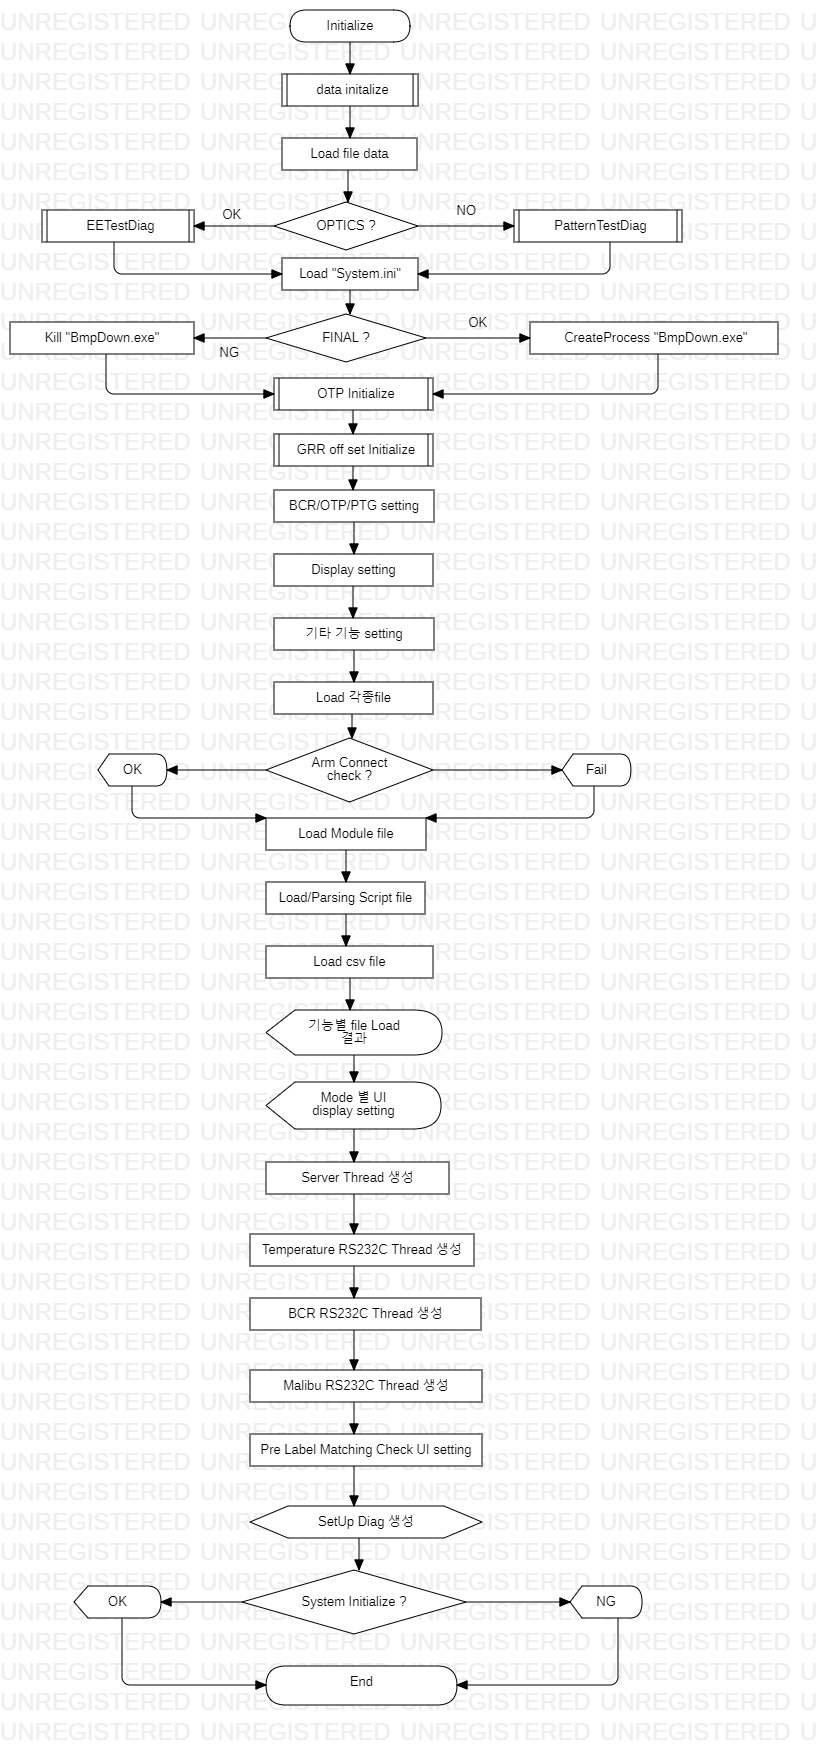 Initialize
data initalize
Load file data
OPTICS ?
OK
NO
EETestDiag
PatternTestDiag
Load "System.ini"
FINAL ?
OK
NG
Kill "BmpDown.exe"
CreateProcess "BmpDown.exe"
OTP Initialize
GRR off set Initialize
BCR/OTP/PTG setting
Display setting
기타 기능 setting
Load 각종file
Arm Connect
check ?
OK
Fail
Load Module file
Load/Parsing Script file
Load csv file
기능별 file Load
결과
Mode 별 UI
display setting
Server Thread 생성
Temperature RS232C Thread 생성
BCR RS232C Thread 생성
Malibu RS232C Thread 생성
Pre Label Matching Check UI setting
SetUp Diag 생성
System Initialize ?
OK
NG
End
UNREGISTERED